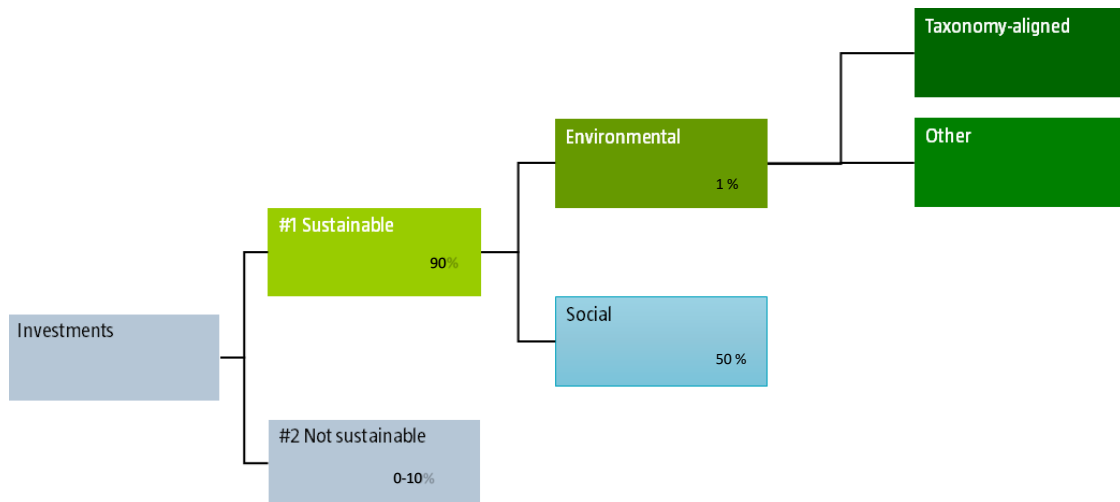 Taxonomy-aligned
Environmental
1 %
Other
#1 Sustainable
90%
Investments
Social
50 %
#2 Not sustainable
0-10%